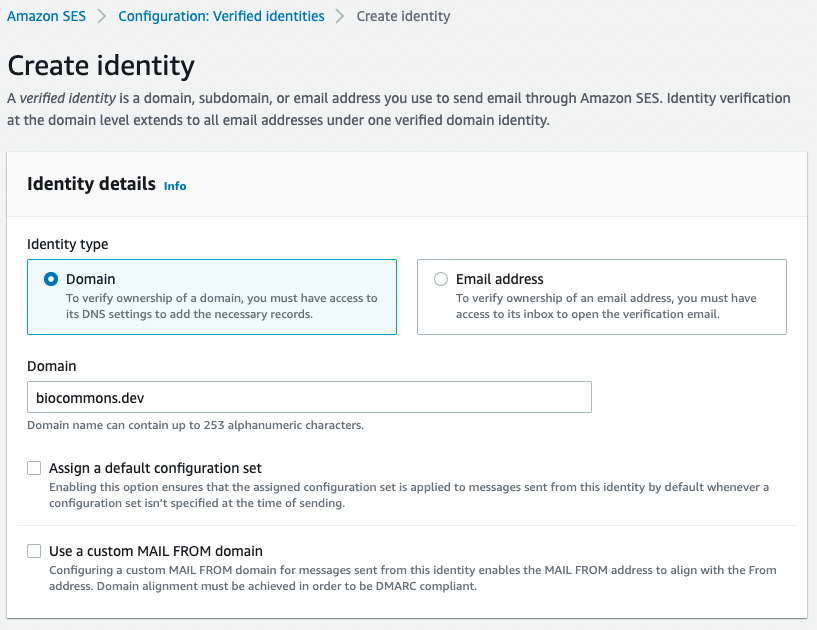 Amazon SES > Configuration: Verified identities > Create identity
Create identity
A verified identity is a domain, subdomain, or email address you use to send email through Amazon SES. Identity verification
at the domain level extends to all email addresses under one verified domain identity.
Identity details Info
Identity type
Domain
To verify ownership of a domain, you must have access to
its DNS settings to add the necessary records.
Email address
To verify ownership of an email address, you must have
access to its inbox to open the verification email.
Domain
biocommons.dev
Domain name can contain up to 253 alphanumeric characters.
Assign a default configuration set
Enabling this option ensures that the assigned configuration set is applied to messages sent from this identity by default whenever a
configuration set isn't specified at the time of sending.
Use a custom MAIL FROM domain
Configuring a custom MAIL FROM domain for messages sent from this identity enables the MAIL FROM address to align with the From
address. Domain alignment must be achieved in order to be DMARC compliant.